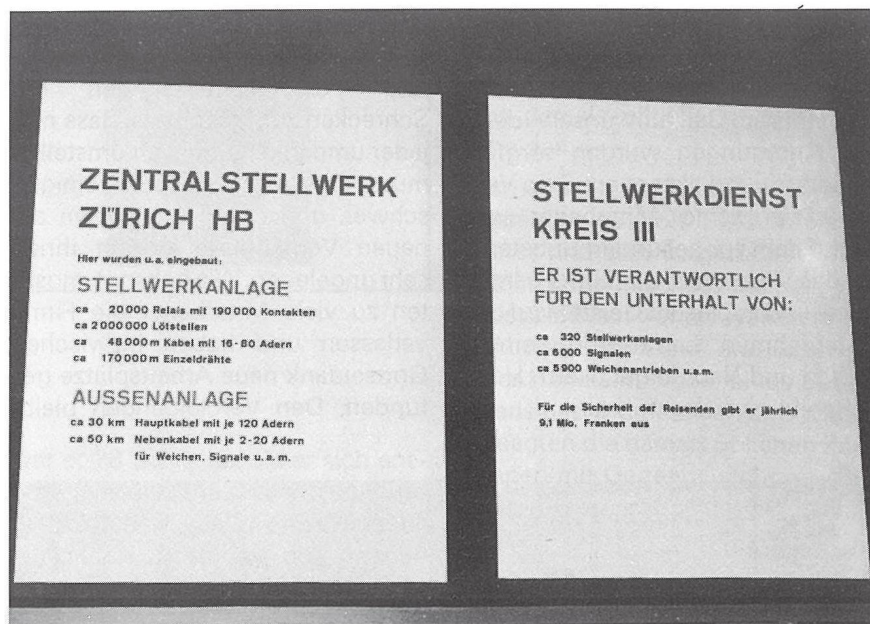 ZENTRALSTELLWERK
ZÜRICH HB
Hier wurden u.a. eingebaut:
STELLWERKANLAGE
ca 20 000 Relais mit 190 000 Kontakten
ca 2 000 000 Lötstellen
ca 48 000 m Kabel mit 16-80 Adern
ca 170 000 m Einzeldrähte
AUSSENANLAGE
ca 30 km Hauptkabel mit je 120 Adern
ca 50 km Nebenkabel mit je 2-20 Adern
für Weichen, Signale u.a.m.
STELLWERKDIENST
KREIS III
ER IST VERANTWORTLICH
FÜR DEN UNTERHALT VON:
ca 320 Stellwerkanlagen
ca 6000 Signalen
ca 5900 Weichenantrieben u.a.m.
Für die Sicherheit der Reisenden gibt er jährlich
9,1 Mio. Franken aus